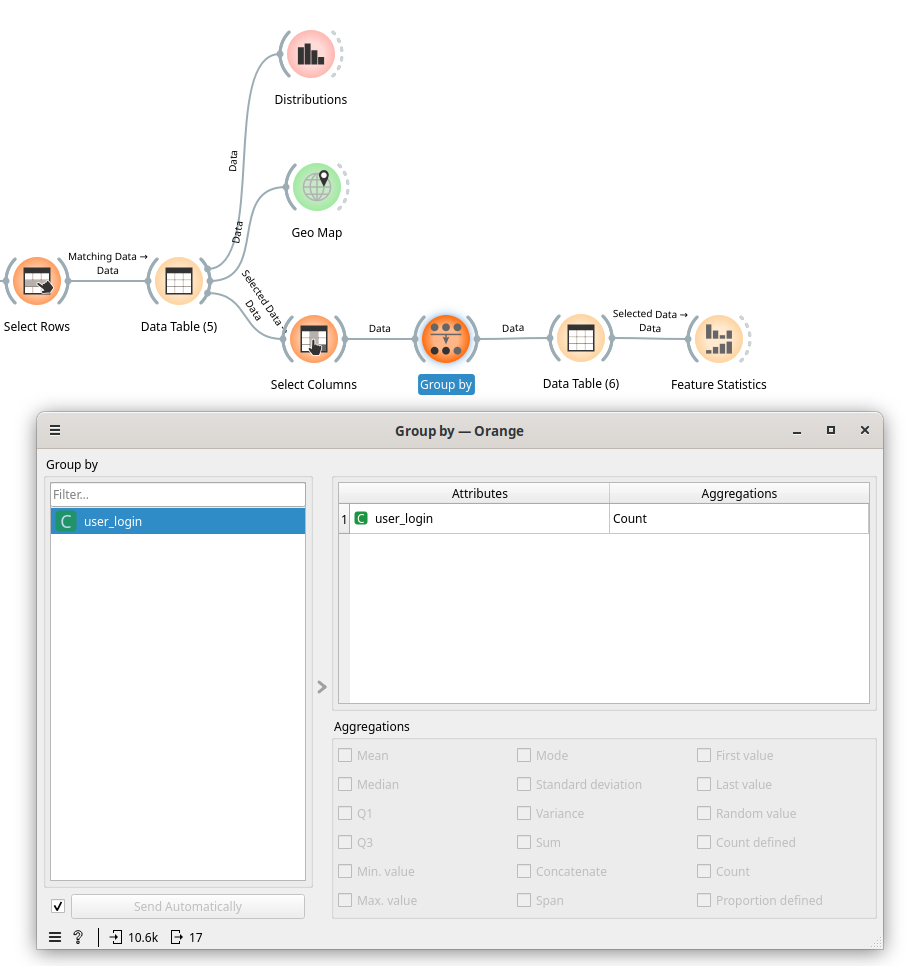 Distributions
Data
Geo Map
Data
Matching Data →
Data
Select Rows
Data Table (5)
Selected Data →
Data
Select Columns
Data
Group by
Data
Data Table (6)
Selected Data →
Data
Feature Statistics
Group by — Orange
Group by
Filter...
C user_login
Attributes
Aggregations
1 C user_login
Count
Aggregations
Mean
Mode
First value
Median
Standard deviation
Last value
Q1
Variance
Random value
Q3
Sum
Count defined
Min. value
Concatenate
Count
Max. value
Span
Proportion defined
Send Automatically
? 10.6k 17